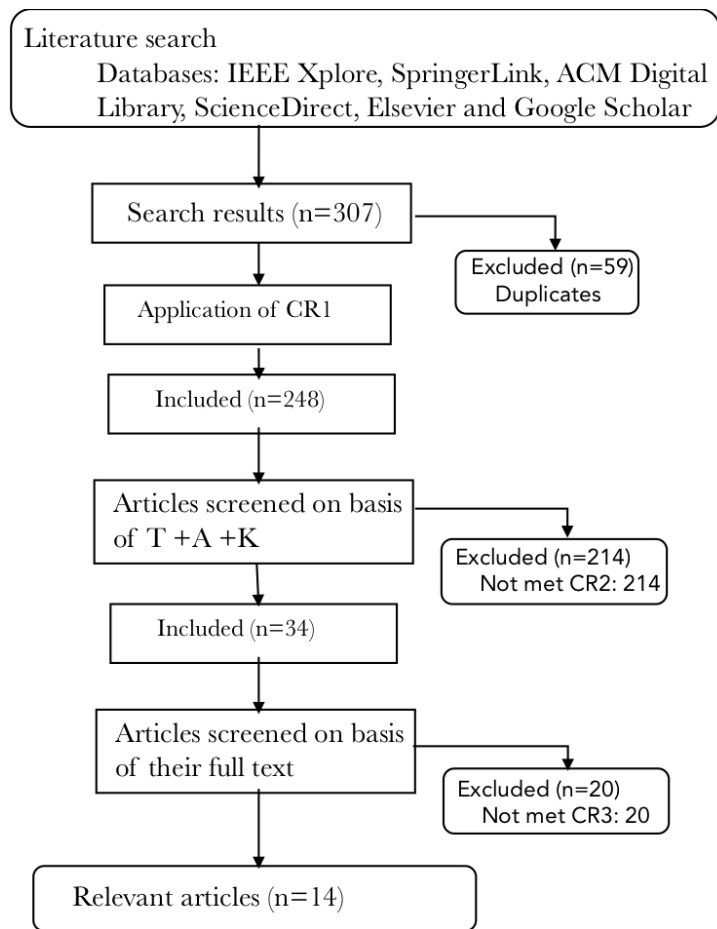 Literature search
Databases: IEEE Xplore, SpringerLink, ACM Digital
Library, ScienceDirect, Elsevier and Google Scholar
Search results (n=307)
Excluded (n=59)
Duplicates
Application of CR1
Included (n=248)
Articles screened on basis
of T +A +K
Excluded (n=214)
Not met CR2: 214
Included (n=34)
Articles screened on basis
of their full text
Excluded (n=20)
Not met CR3: 20
Relevant articles (n=14)